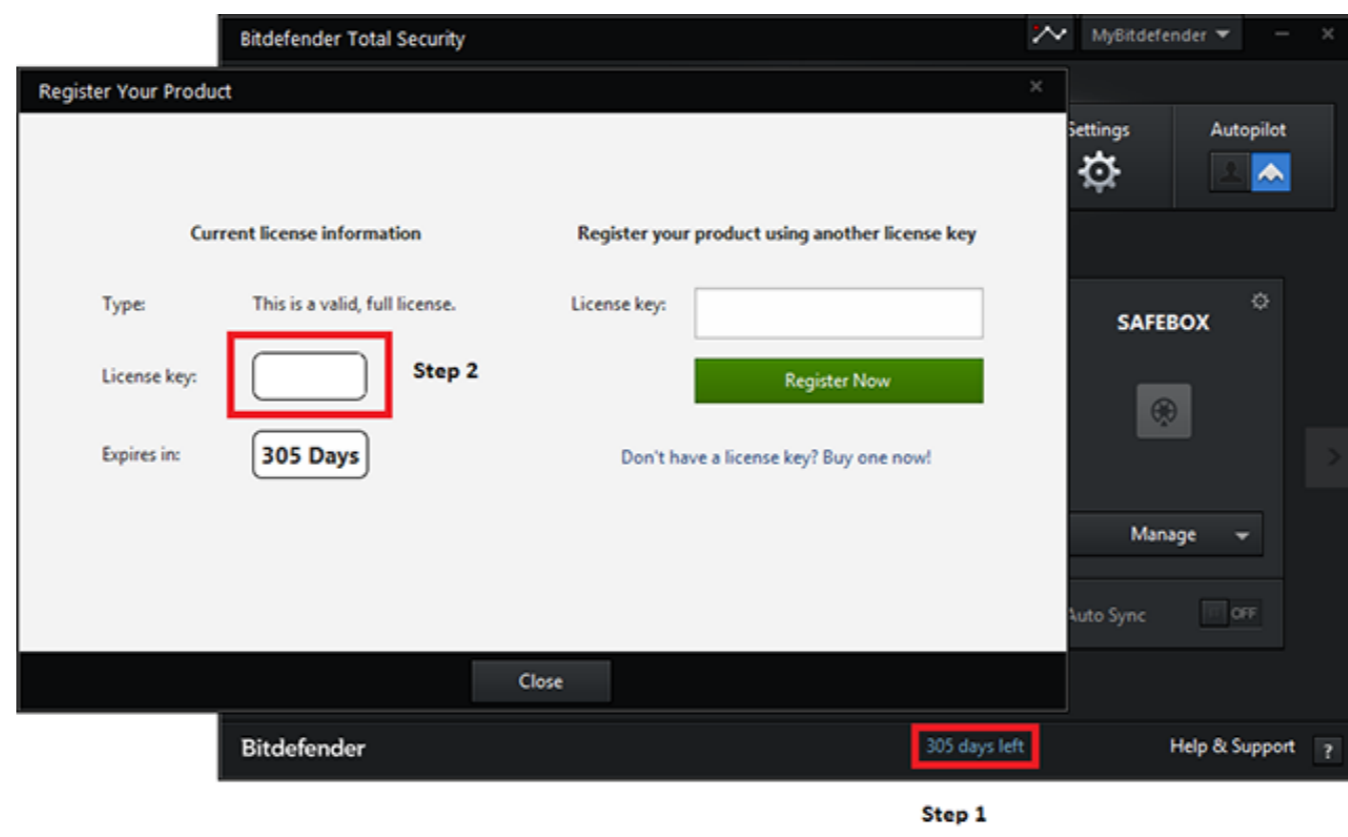 Bitdefender Total Security
MyBitdefender
Register Your Product
Settings
Autopilot
Current license information
Register your product using another license key
Type:
This is a valid, full license.
License key:
SAFEBOX
License key:
Step 2
Register Now
Expires in:
305 Days
Don't have a license key? Buy one now!
Manage
Auto Sync
OFF
Close
Bitdefender
305 days left
Help & Support
?
Step 1